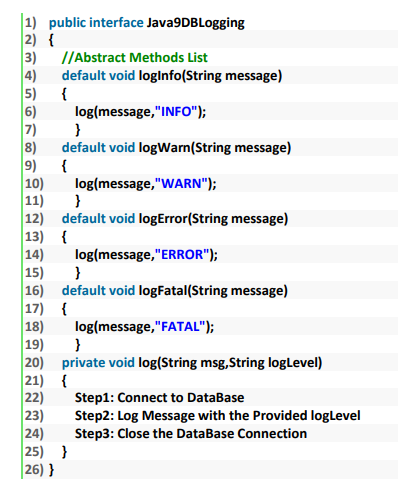 1) public interface Java9DBLogging
2) {
3) //Abstract Methods List
4) default void logInfo(String message)
5) {
6) log(message,"INFO");
7) }
8) default void logWarn(String message)
9) {
10) log(message,"WARN");
11) }
12) default void logError(String message)
13) {
14) log(message,"ERROR");
15) }
16) default void logFatal(String message)
17) {
18) log(message,"FATAL");
19) }
20) private void log(String msg,String logLevel)
21) {
22) Step1: Connect to DataBase
23) Step2: Log Message with the Provided logLevel
24) Step3: Close the DataBase Connection
25) }
26) }